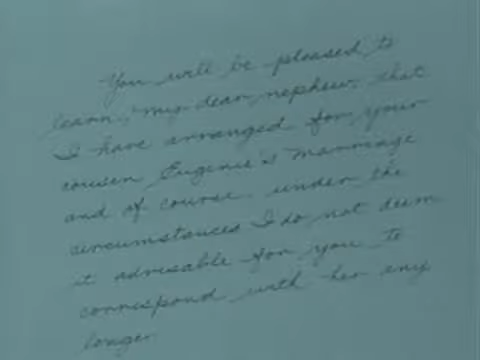 You will be pleased to
learn, my dear nephew, that
I have arranged for your
cousin Eugenie's marriage
and of course, under the
circumstances I do not deem
it advisable for you to
correspond with her any
longer.